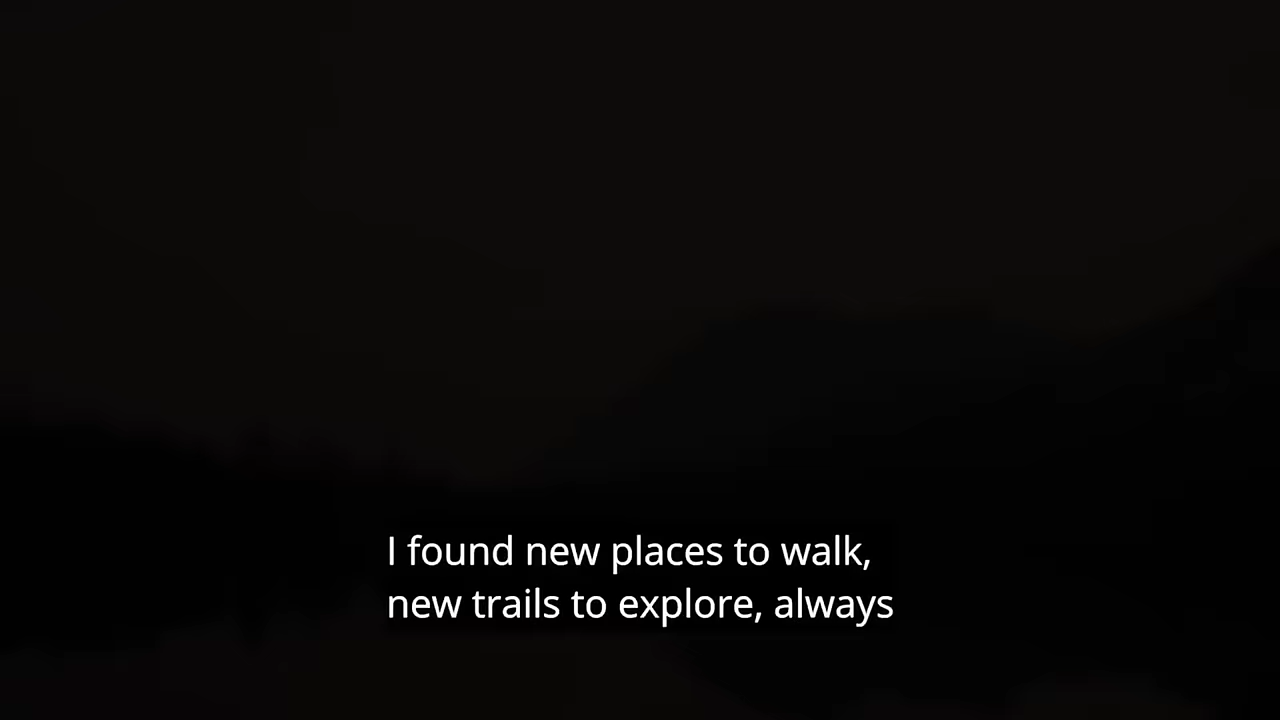 I found new places to walk,
new trails to explore, always